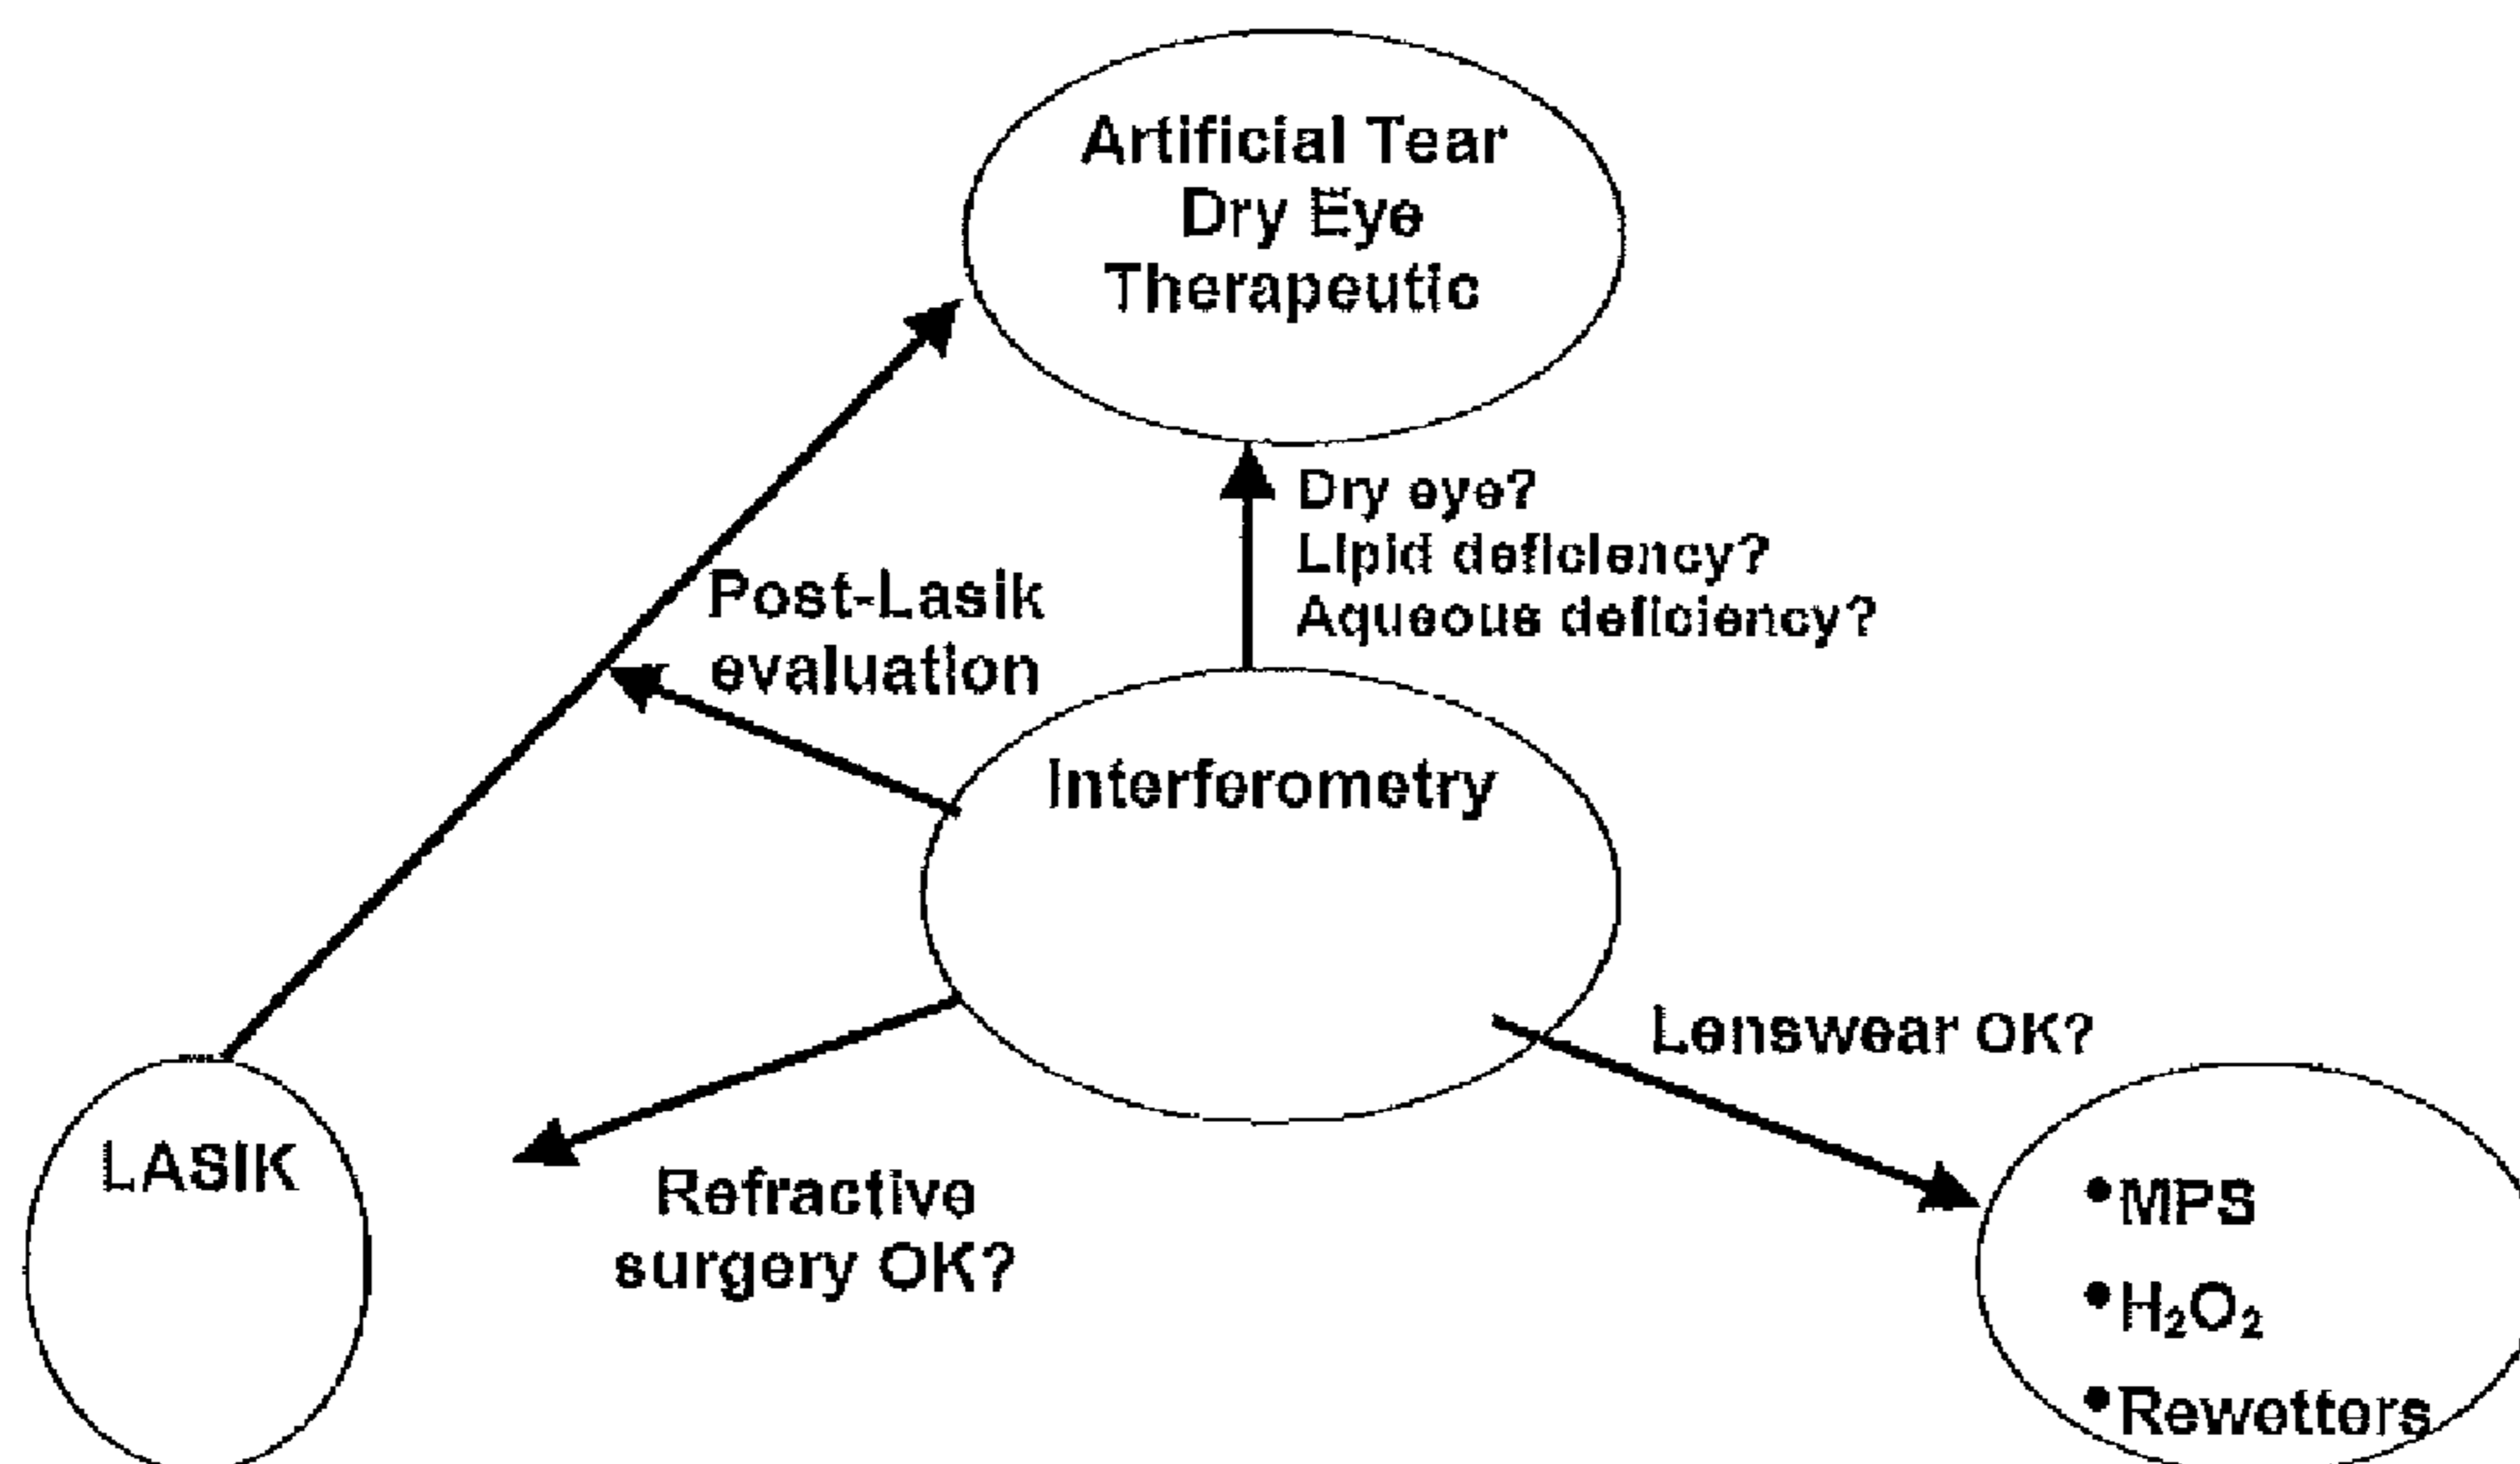 Artificial Tear
Dry Eye
Therapeutic
Dry eye?
Lipid deficiency?
Aqueous deficiency?
Post-Lasik
evaluation
Interferometry
Lenswear OK?
LASIK
Refractive
surgery OK?
•MPS
•H₂O₂
•Rewetters